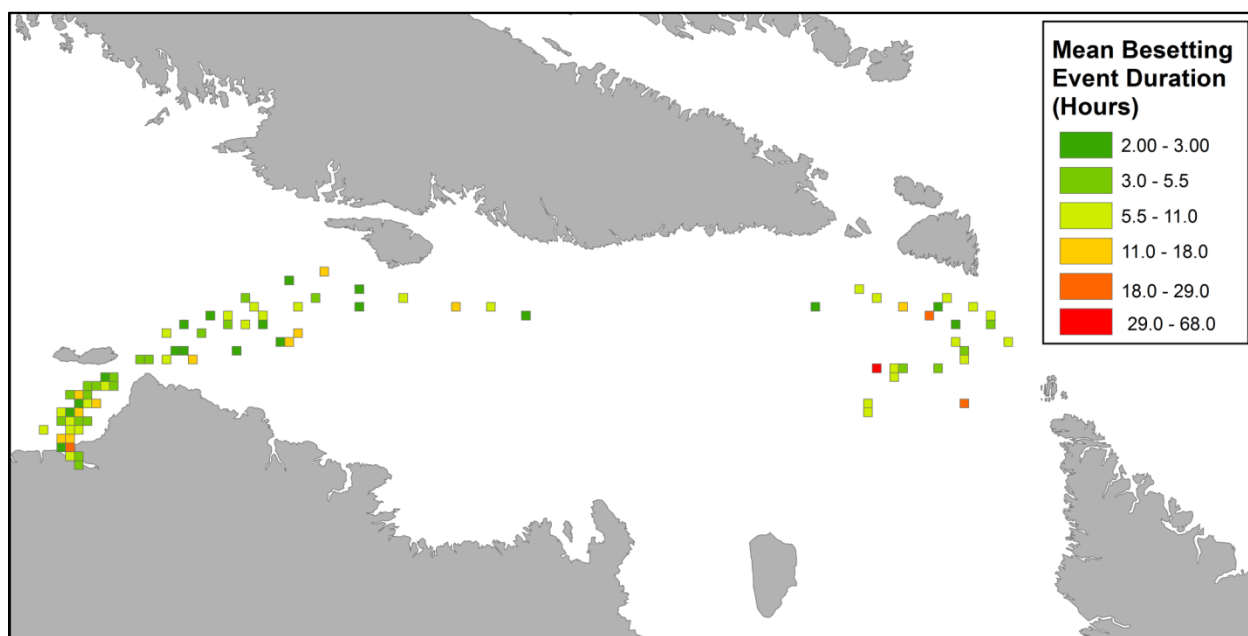 Mean Besetting
Event Duration
(Hours)
2.00 - 3.00
3.0 - 5.5
5.5 - 11.0
11.0 - 18.0
18.0 - 29.0
29.0 - 68.0